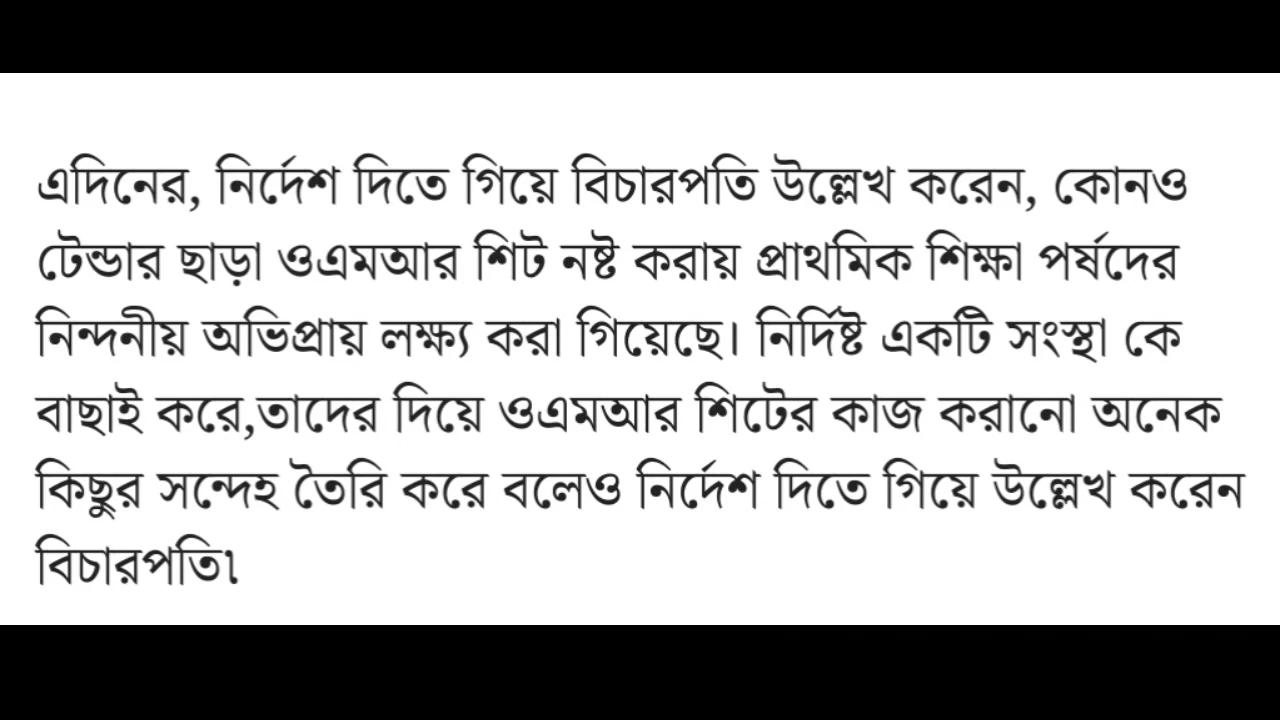 এদিনের, নির্দেশ দিতে গিয়ে বিচারপতি উল্লেখ করেন, কোনও
টেন্ডার ছাড়া ওএমআর শিট নষ্ট করায় প্রাথমিক শিক্ষা পর্ষদের
নিন্দনীয় অভিপ্রায় লক্ষ্য করা গিয়েছে। নির্দিষ্ট একটি সংস্থা কে
বাছাই করে,তাদের দিয়ে ওএমআর শিটের কাজ করানো অনেক
কিছুর সন্দেহ তৈরি করে বলেও নির্দেশ দিতে গিয়ে উল্লেখ করেন
বিচারপতি৷